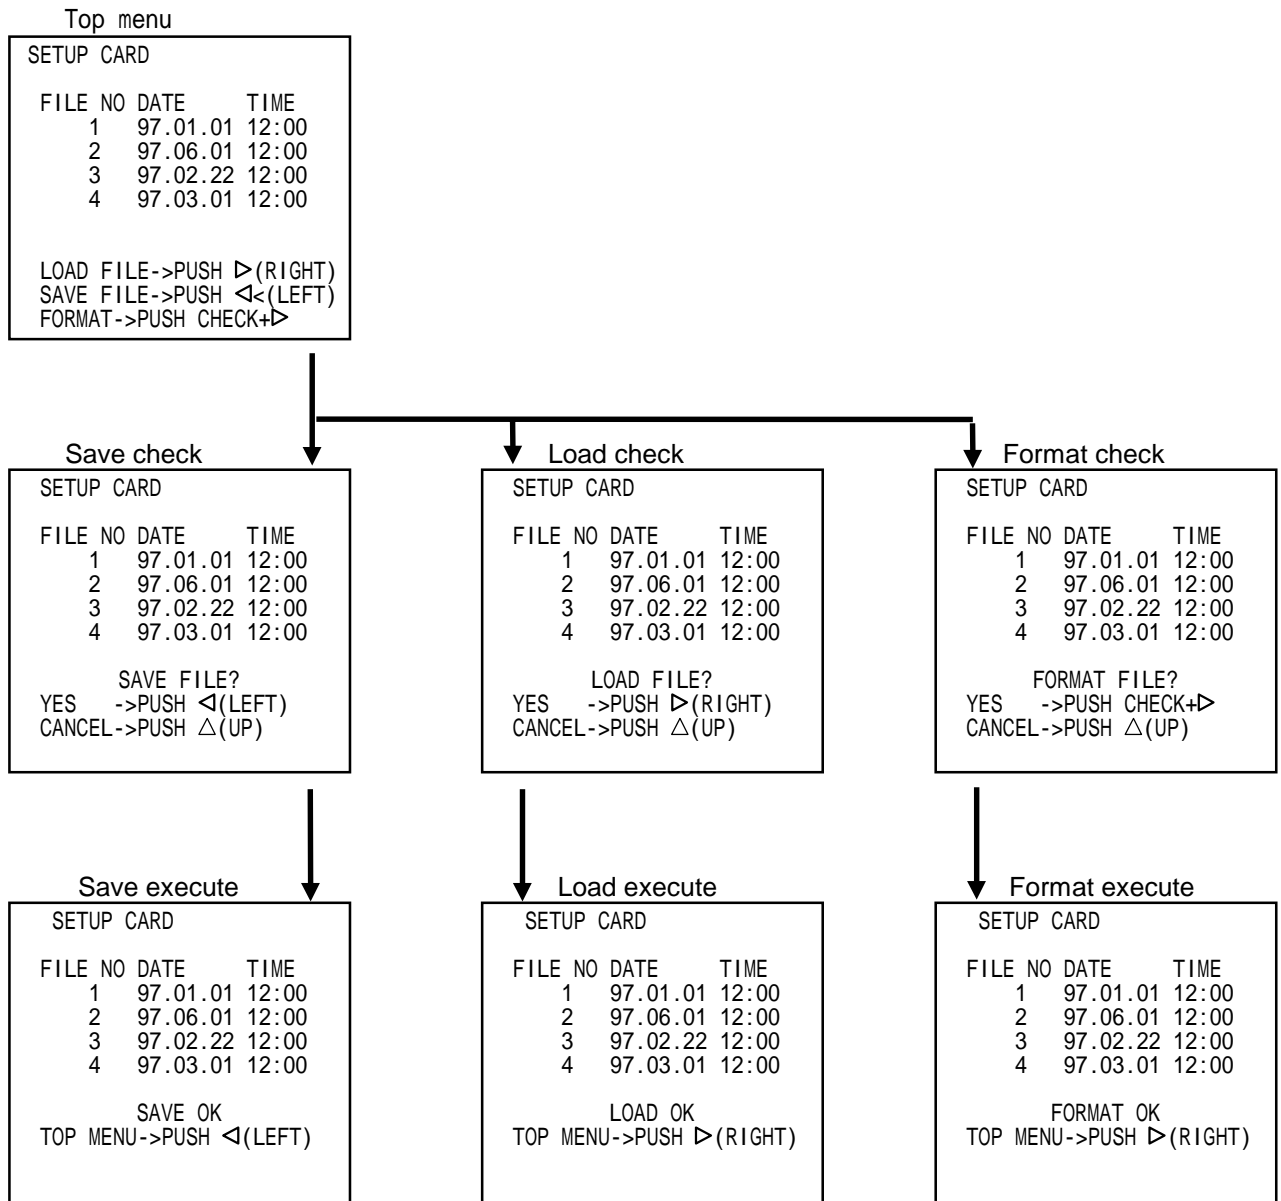 Top menu
SETUP CARD
FILE NO DATE TIME
1 97.01.01 12:00
2 97.06.01 12:00
3 97.02.22 12:00
4 97.03.01 12:00
LOAD FILE->PUSH ▷(RIGHT)
SAVE FILE->PUSH ◁<(LEFT)
FORMAT->PUSH CHECK+▷
Save check
SETUP CARD
FILE NO DATE TIME
1 97.01.01 12:00
2 97.06.01 12:00
3 97.02.22 12:00
4 97.03.01 12:00
SAVE FILE?
YES ->PUSH ◁(LEFT)
CANCEL->PUSH △(UP)
Load check
SETUP CARD
FILE NO DATE TIME
1 97.01.01 12:00
2 97.06.01 12:00
3 97.02.22 12:00
4 97.03.01 12:00
LOAD FILE?
YES ->PUSH ▷(RIGHT)
CANCEL->PUSH △(UP)
Format check
SETUP CARD
FILE NO DATE TIME
1 97.01.01 12:00
2 97.06.01 12:00
3 97.02.22 12:00
4 97.03.01 12:00
FORMAT FILE?
YES ->PUSH CHECK+▷
CANCEL->PUSH △(UP)
Save execute
SETUP CARD
FILE NO DATE TIME
1 97.01.01 12:00
2 97.06.01 12:00
3 97.02.22 12:00
4 97.03.01 12:00
SAVE OK
TOP MENU->PUSH ◁(LEFT)
Load execute
SETUP CARD
FILE NO DATE TIME
1 97.01.01 12:00
2 97.06.01 12:00
3 97.02.22 12:00
4 97.03.01 12:00
LOAD OK
TOP MENU->PUSH ▷(RIGHT)
Format execute
SETUP CARD
FILE NO DATE TIME
1 97.01.01 12:00
2 97.06.01 12:00
3 97.02.22 12:00
4 97.03.01 12:00
FORMAT OK
TOP MENU->PUSH ▷(RIGHT)